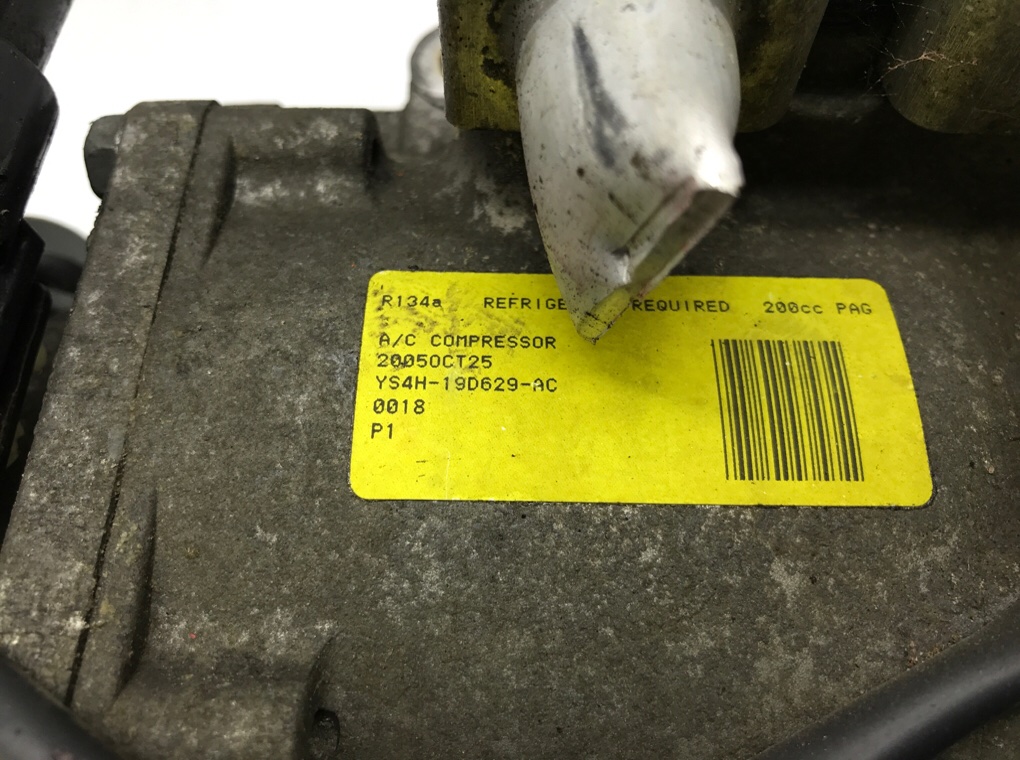 R134a REFRIGE REQUIRED 200cc PAG
A/C COMPRESSOR
2005OCT25
YS4H-19D629-AC
0018
P1